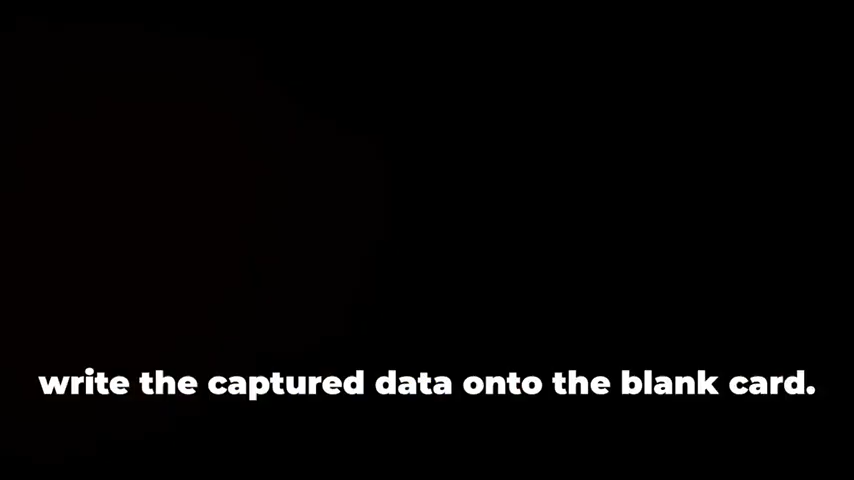 write the captured data onto the blank card.